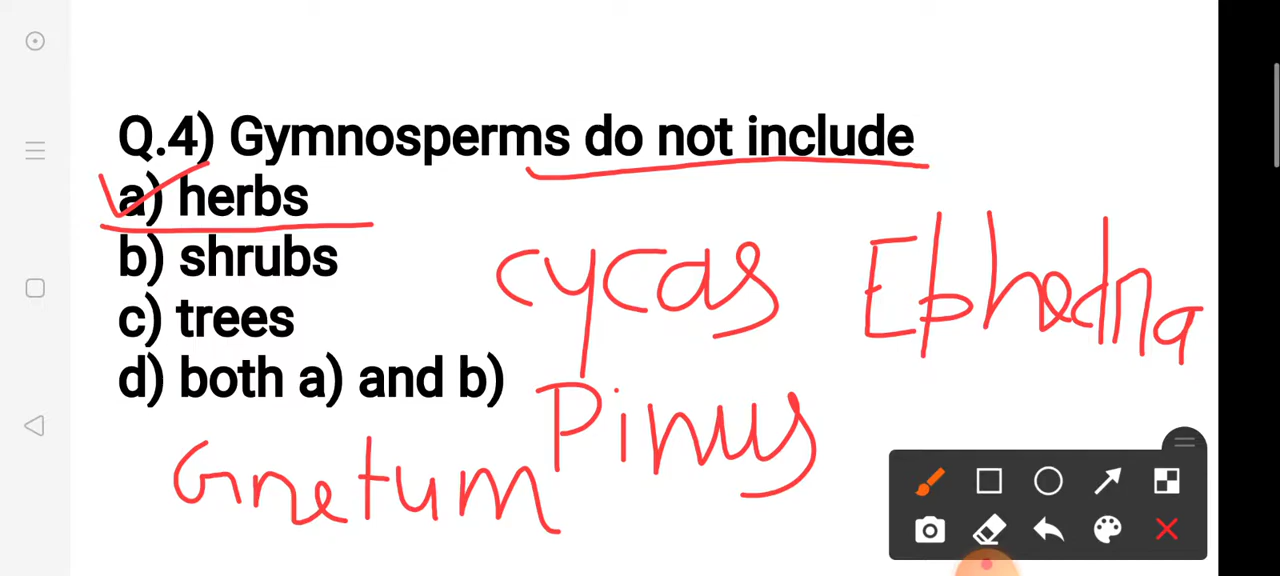 Q.4) Gymnosperms do not include
a) herbs
b) shrubs
c) trees
d) both a) and b)
Cycas Ephedra
Pinus
Gnetum